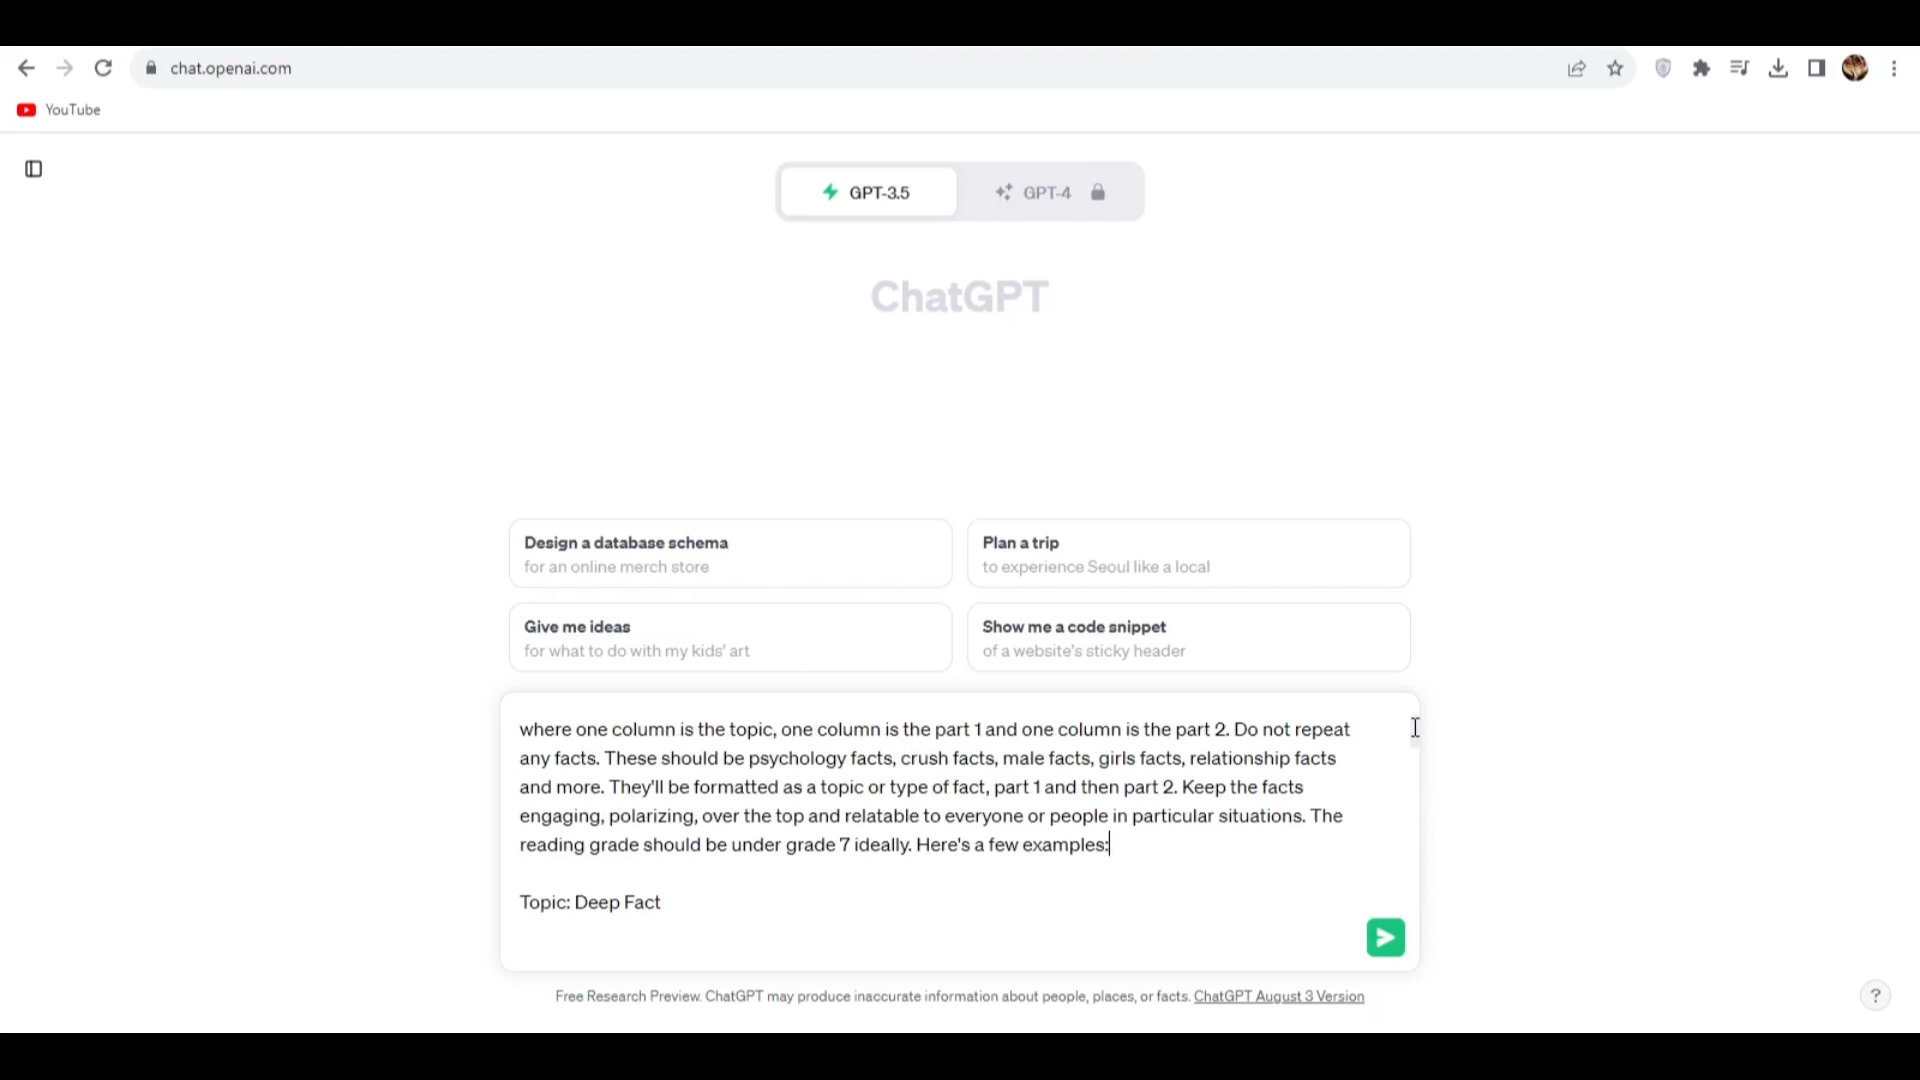 chat.openai.com
YouTube
GPT-3.5
GPT-4
ChatGPT
Design a database schema
for an online merch store
Plan a trip
to experience Seoul like a local
Give me ideas
for what to do with my kids' art
Show me a code snippet
of a website's sticky header
where one column is the topic, one column is the part 1 and one column is the part 2. Do not repeat
any facts. These should be psychology facts, crush facts, male facts, girls facts, relationship facts
and more. They'll be formatted as a topic or type of fact, part 1 and then part 2. Keep the facts
engaging, polarizing, over the top and relatable to everyone or people in particular situations. The
reading grade should be under grade 7 ideally. Here's a few examples:
Topic: Deep Fact
Free Research Preview. ChatGPT may produce inaccurate information about people, places, or facts. ChatGPT August 3 Version
?